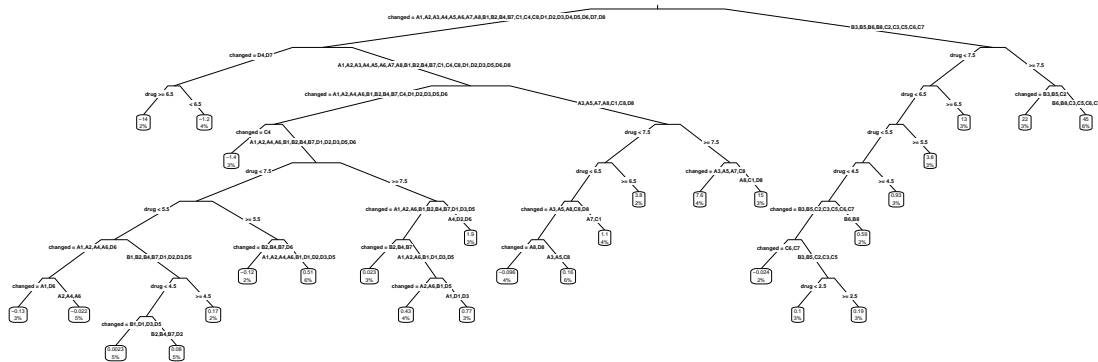 changed = A1,A2,A3,A4,A5,A6,A7,A8,B1,B2,B4,B7,C1,C4,C8,D1,D2,D3,D4,D5,D6,D7,D8
B3,B5,B6,B8,C2,C3,C5,C6,C7
changed = D4,D7
A1,A2,A3,A4,A5,A6,A7,A8,B1,B2,B4,B7,C1,C4,C8,D1,D2,D3,D5,D6,D8
drug < 7.5
>= 7.5
drug >= 6.5
< 6.5
changed = A1,A2,A4,A6,B1,B2,B4,B7,C4,D1,D2,D3,D5,D6
A3,A5,A7,A8,C1,C8,D8
drug < 6.5
>= 6.5
changed = B3,B5,C2
B6,B8,C3,C5,C6,C7
−14
2%
−1.2
4%
13
3%
22
3%
45
6%
changed = C4
A1,A2,A4,A6,B1,B2,B4,B7,D1,D2,D3,D5,D6
drug < 7.5
>= 7.5
drug < 5.5
>= 5.5
−1.4
3%
3.8
3%
drug < 7.5
>= 7.5
drug < 6.5
>= 6.5
changed = A3,A5,A7,C8
A8,C1,D8
drug < 4.5
>= 4.5
3.8
2%
7.6
4%
15
3%
0.93
3%
drug < 5.5
>= 5.5
changed = A1,A2,A6,B1,B2,B4,B7,D1,D3,D5
A4,D2,D6
changed = A3,A5,A8,C8,D8
A7,C1
changed = B3,B5,C2,C3,C5,C6,C7
B6,B8
1.9
3%
1.1
4%
0.59
2%
changed = A1,A2,A4,A6,D6
B1,B2,B4,B7,D1,D2,D3,D5
changed = B2,B4,B7,D6
A1,A2,A4,A6,B1,D1,D2,D3,D5
changed = B2,B4,B7
A1,A2,A6,B1,D1,D3,D5
changed = A8,D8
A3,A5,C8
changed = C6,C7
B3,B5,C2,C3,C5
−0.12
2%
0.51
6%
0.023
3%
−0.096
4%
0.16
6%
−0.024
2%
changed = A1,D6
A2,A4,A6
drug < 4.5
>= 4.5
changed = A2,A6,B1,D5
A1,D1,D3
drug < 2.5
>= 2.5
−0.13
3%
−0.022
5%
0.17
2%
0.43
4%
0.77
3%
0.1
3%
0.19
3%
changed = B1,D1,D3,D5
B2,B4,B7,D2
0.0023
5%
0.08
5%